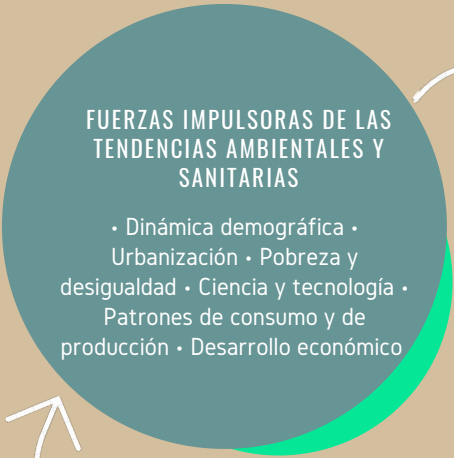 FUERZAS IMPULSORAS DE LAS
TENDENCIAS AMBIENTALES Y
SANITARIAS
• Dinámica demográfica •
Urbanización • Pobreza y
desigualdad • Ciencia y tecnología •
Patrones de consumo y de
producción • Desarrollo económico